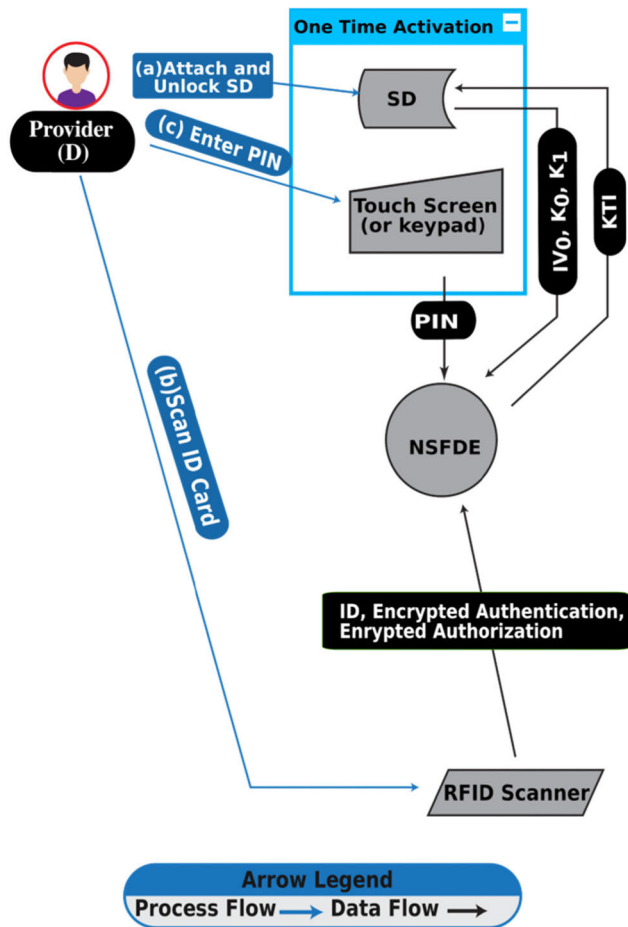 One Time Activation
(a)Attach and
Unlock SD
SD
Provider
(D)
(c) Enter PIN
Touch Screen
(or keypad)
IV0, K0, K1
KTI
PIN
(b)Scan ID Card
NSFDE
ID, Encrypted Authentication,
Enrypted Authorization
RFID Scanner
Arrow Legend
Process Flow
Data Flow